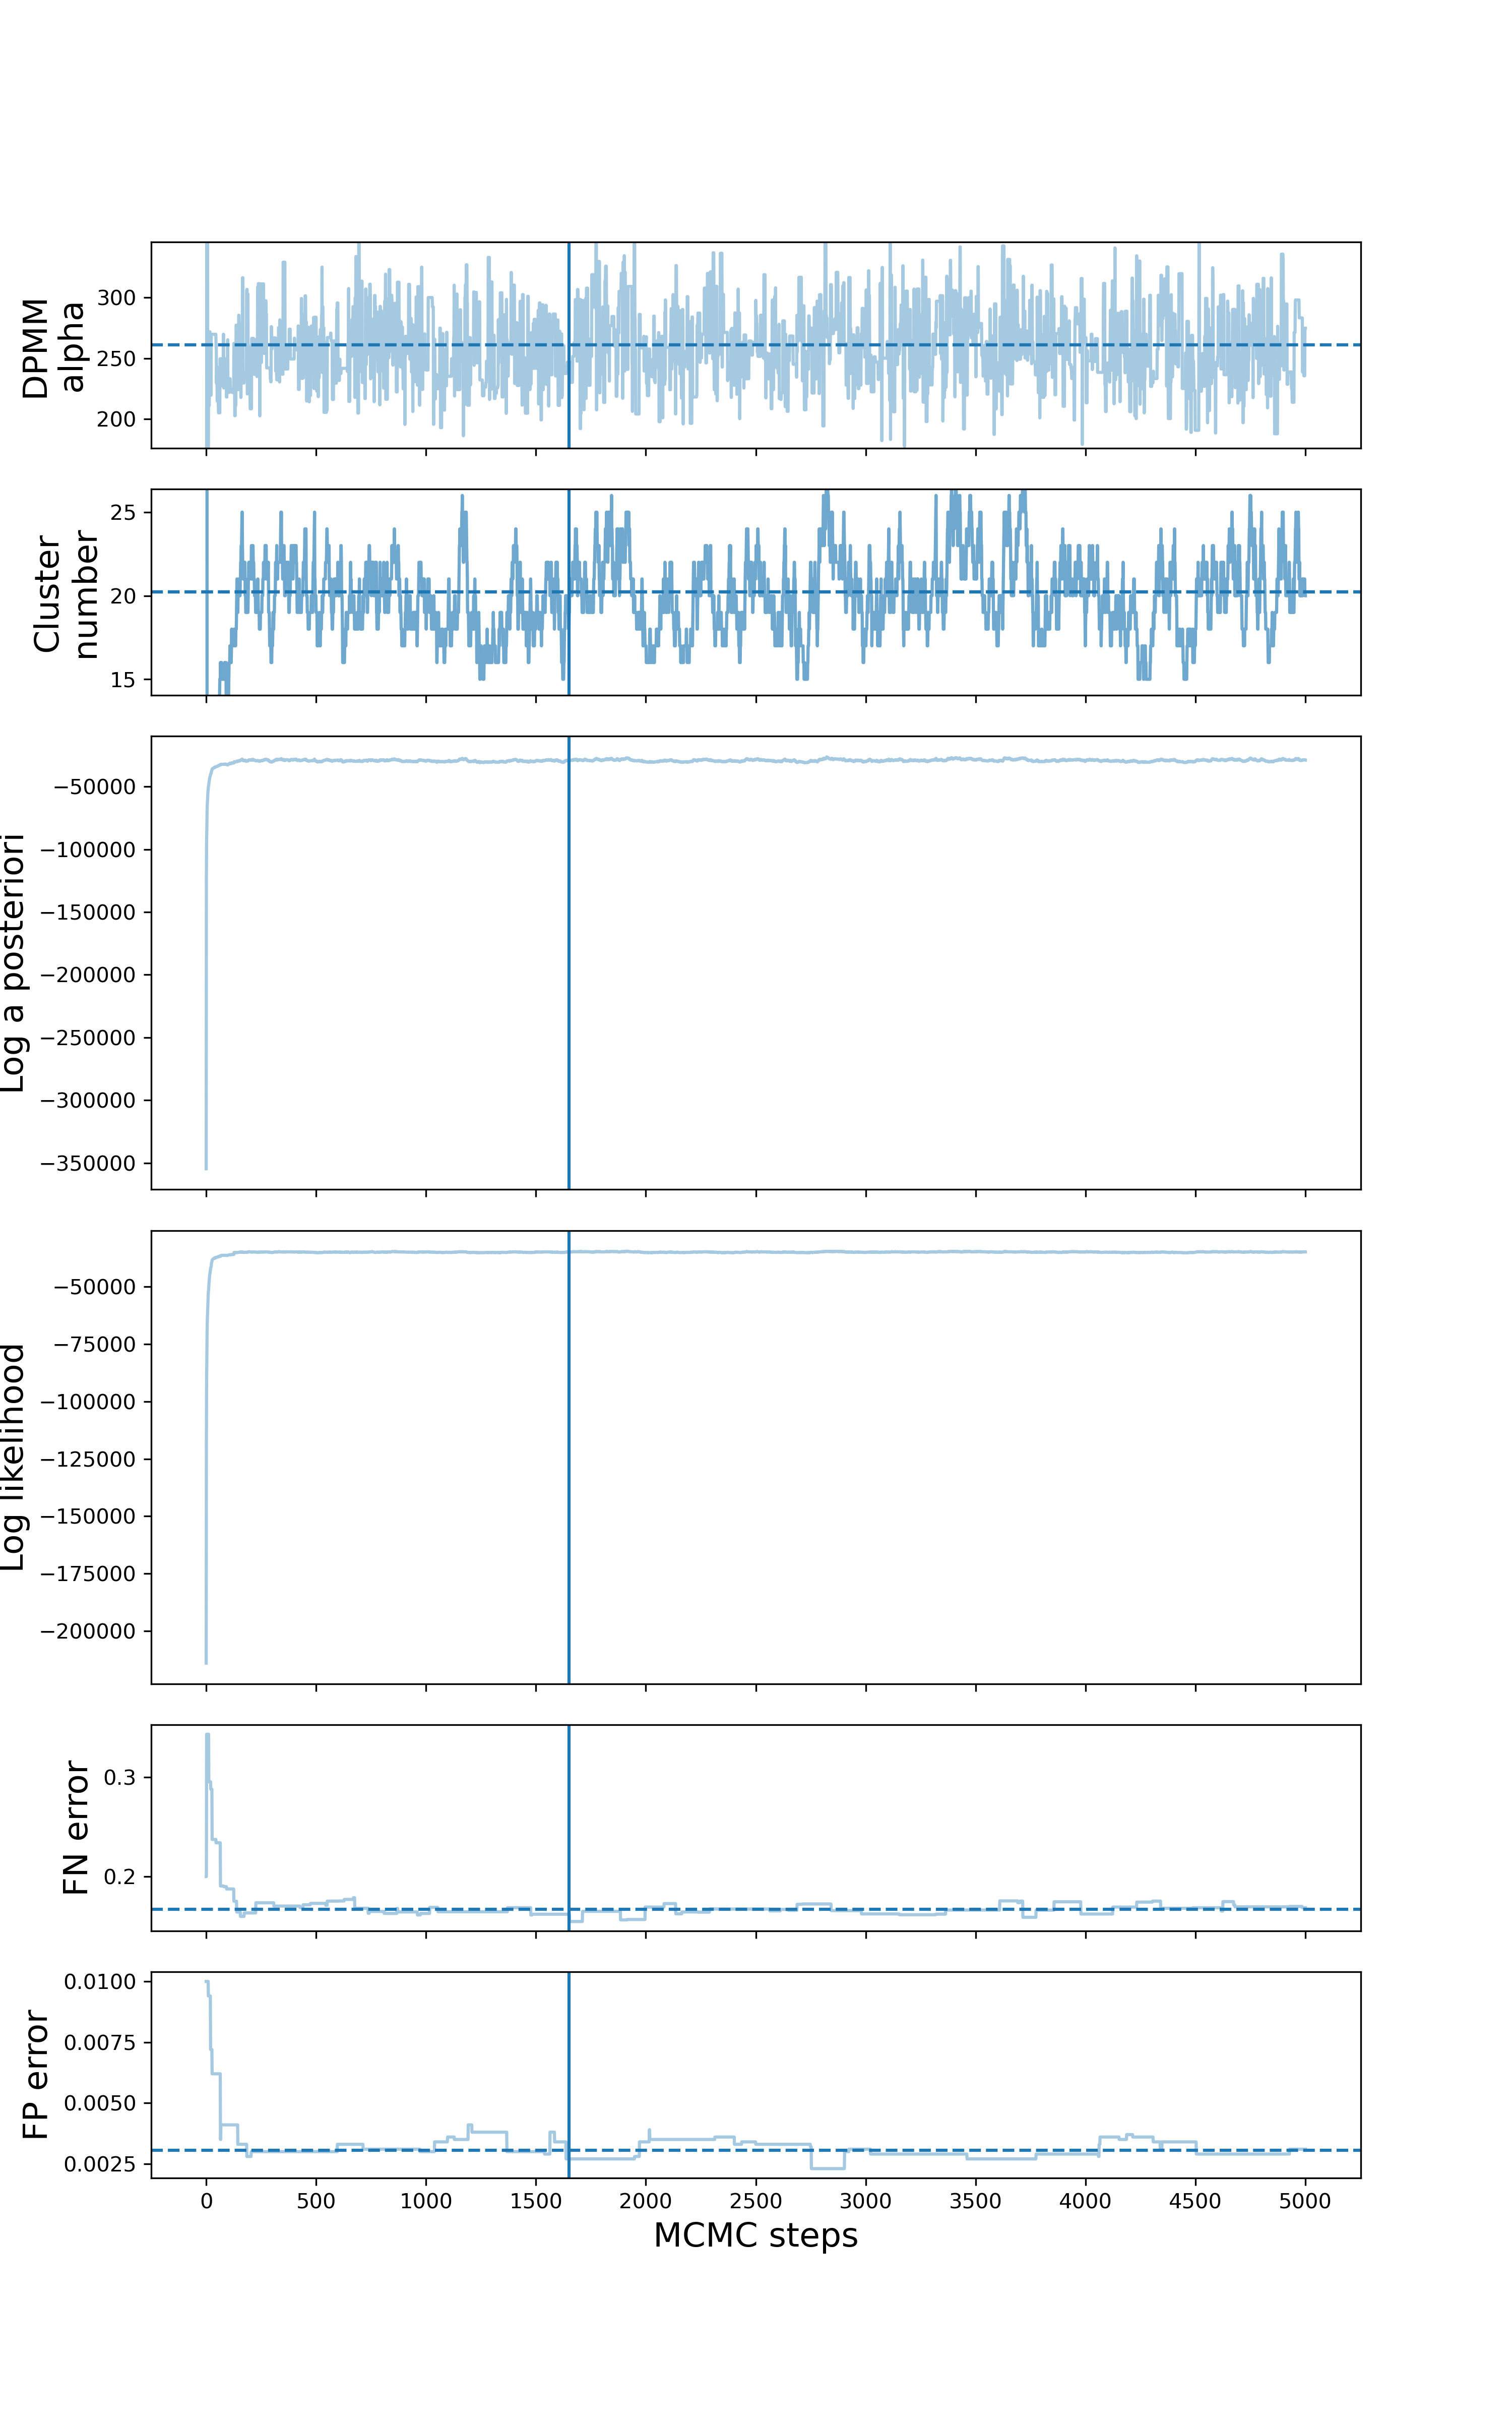 DPMM
alpha
300
250
200
Cluster
number
25
20
15
Log a posteriori
−50000
−100000
−150000
−200000
−250000
−300000
−350000
Log likelihood
−50000
−75000
−100000
−125000
−150000
−175000
−200000
FN error
0.3
0.2
FP error
0.0100
0.0075
0.0050
0.0025
0 500 1000 1500 2000 2500 3000 3500 4000 4500 5000
MCMC steps